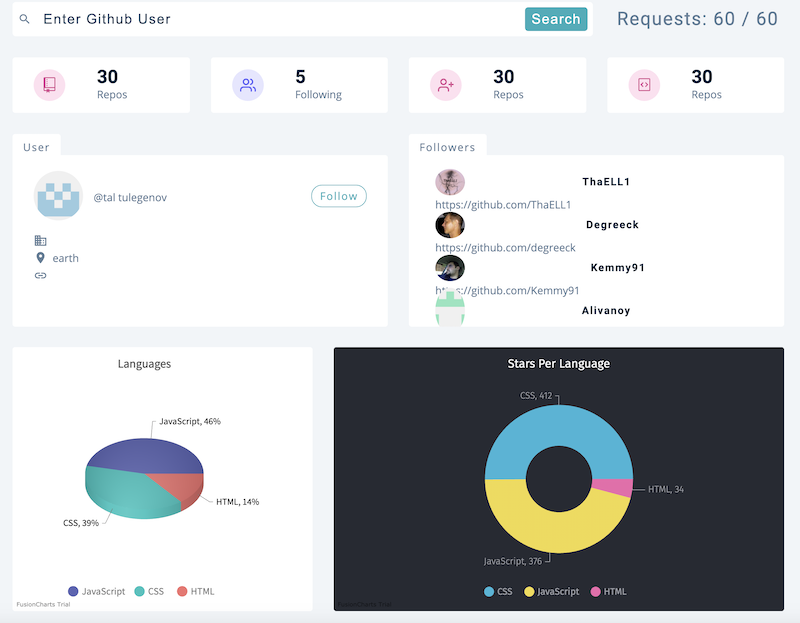 Enter Github User
Search
Requests: 60 / 60
30
Repos
5
Following
30
Repos
30
Repos
User
Followers
@tal tulegenov
Follow
earth
ThaELL1
https://github.com/ThaELL1
Degreeck
https://github.com/degreeck
Kemmy91
https://github.com/Kemmy91
Alivanoy
Languages
JavaScript, 46%
HTML, 14%
CSS, 39%
JavaScript CSS HTML
FusionCharts Trial
Stars Per Language
CSS, 412
HTML, 34
JavaScript, 376
CSS JavaScript HTML
FusionCharts Trial